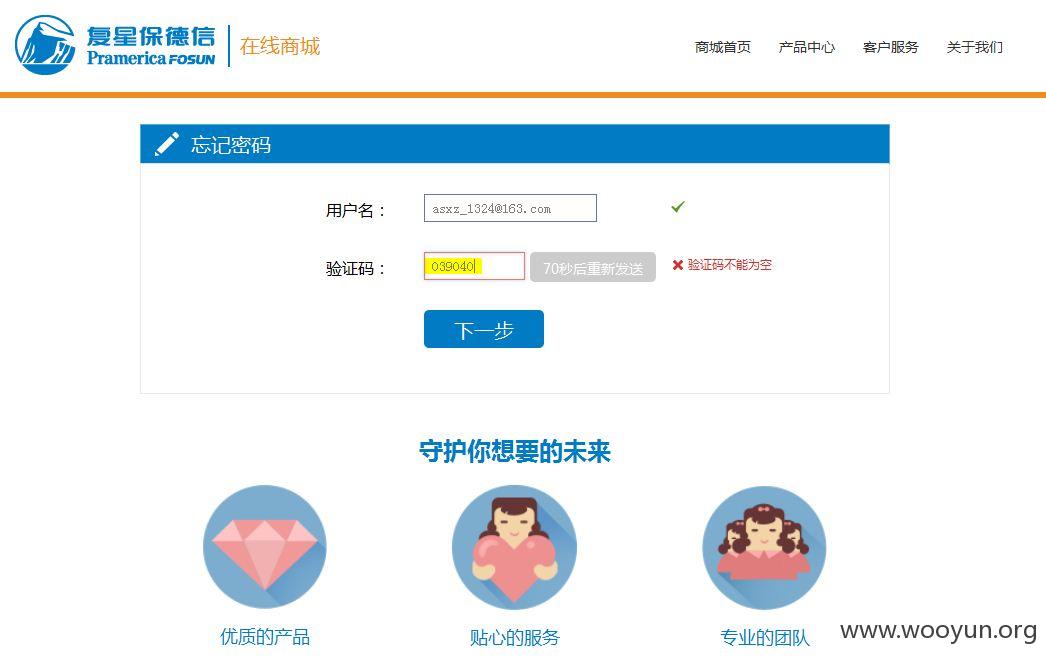 复星保德信
Pramerica FOSUN
在线商城
商城首页 产品中心 客户服务 关于我们
忘记密码
用户名： asxz_1324@163.com
验证码： 039040 70秒后重新发送 验证码不能为空
下一步
守护你想要的未来
优质的产品 贴心的服务 专业的团队
www.wooyun.org